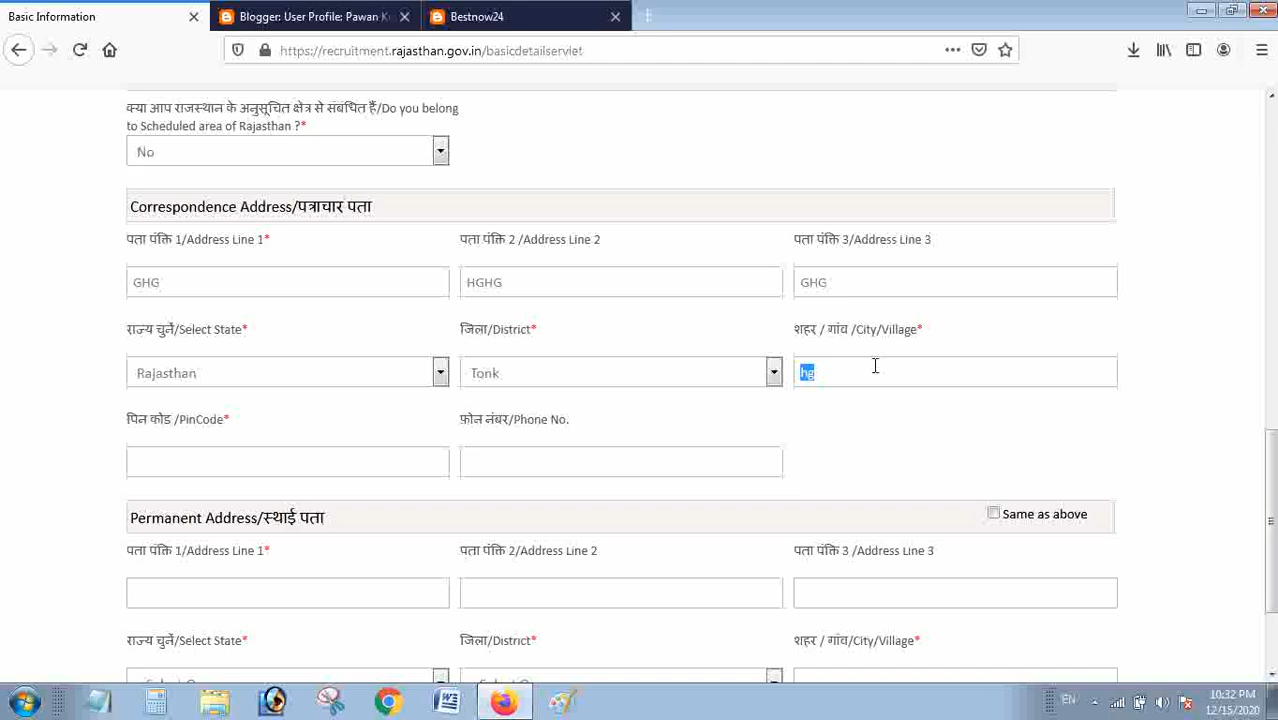 Basic Information
Blogger: User Profile: Pawan K
Bestnow24
https://recruitment.rajasthan.gov.in/basicdetailservlet
क्या आप राजस्थान के अनुसूचित क्षेत्र से संबंधित हैं/Do you belong
to Scheduled area of Rajasthan ?*
No
Correspondence Address/पत्राचार पता
पता पंक्ति 1/Address Line 1* पता पंक्ति 2 /Address Line 2 पता पंक्ति 3/Address Line 3
GHG HGHG GHG
राज्य चुनें/Select State* जिला/District* शहर / गांव /City/Village*
Rajasthan Tonk hg
पिन कोड /PinCode* फ़ोन नंबर/Phone No.
Permanent Address/स्थाई पता Same as above
पता पंक्ति 1/Address Line 1* पता पंक्ति 2/Address Line 2 पता पंक्ति 3 /Address Line 3
राज्य चुनें/Select State* जिला/District* शहर / गांव/City/Village*
EN
10:32 PM
12/15/2020